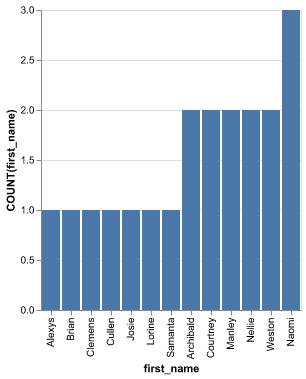 3.0
2.5
2.0
1.5
1.0
0.5
0.0
COUNT(first_name)
Alexys
Brian
Clemens
Cullen
Josie
Lorine
Samanta
Archibald
Courtney
Manley
Nellie
Weston
Naomi
first_name